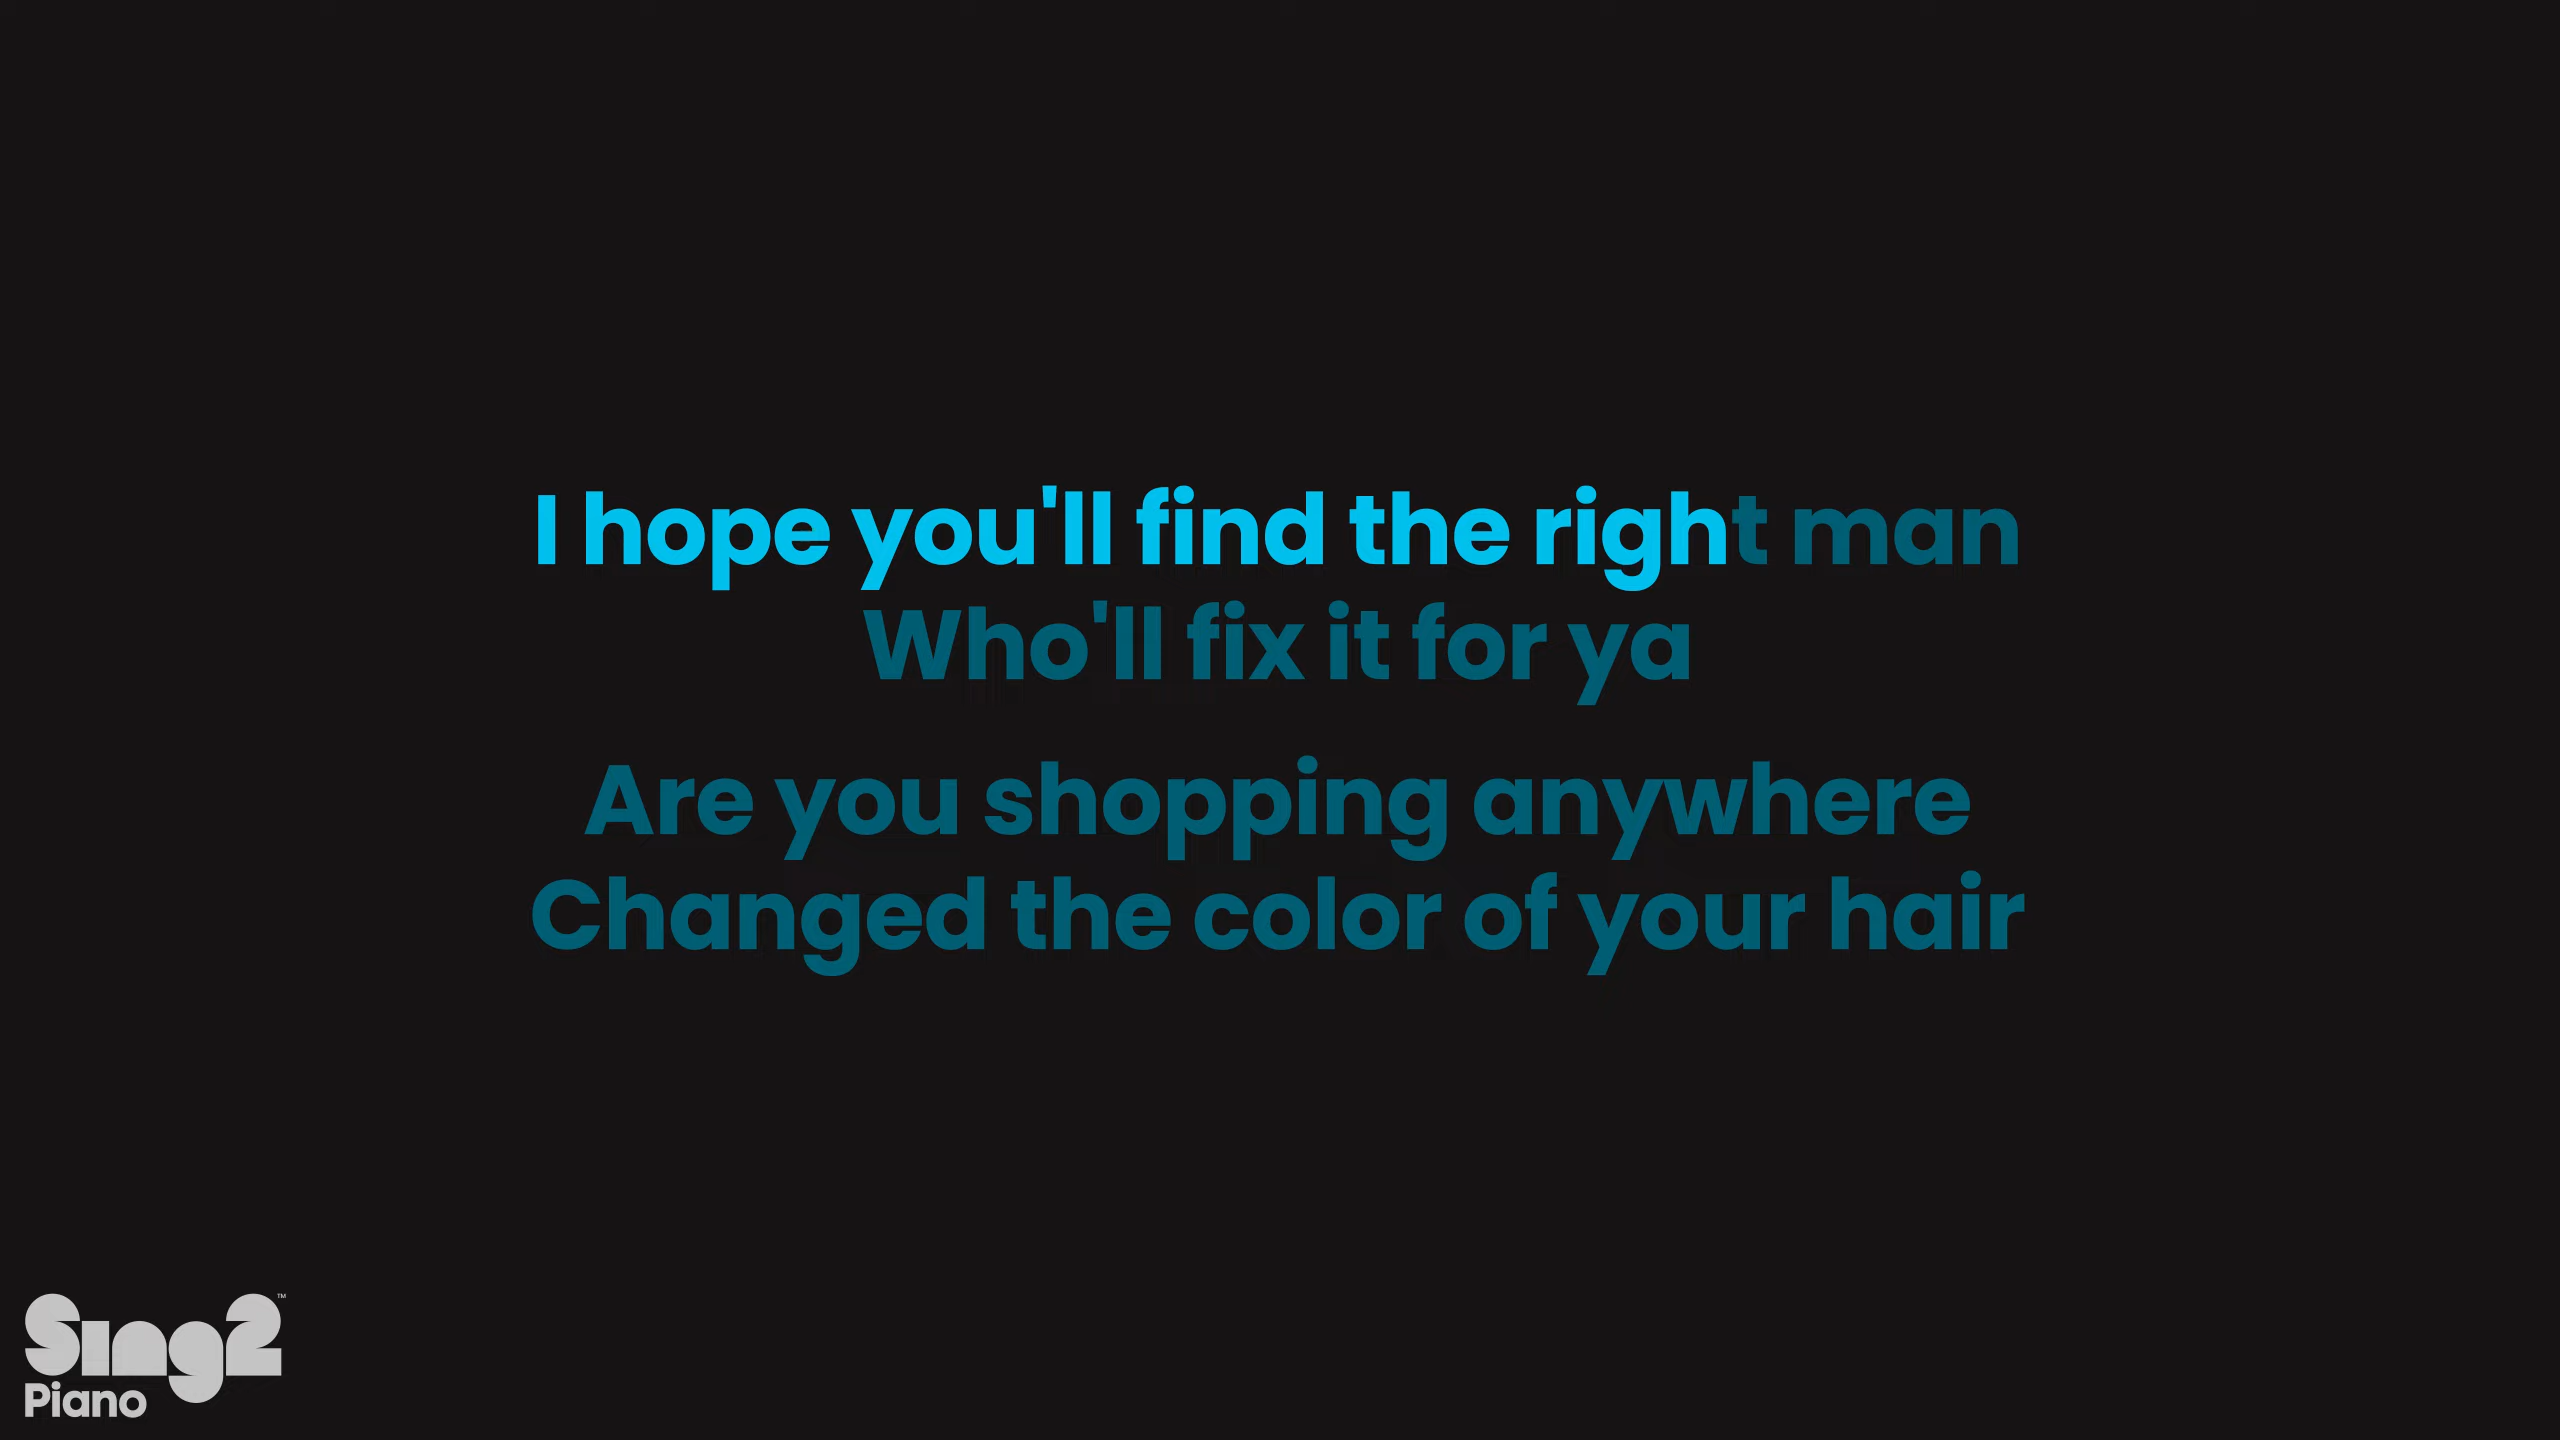 I hope you'll find the right man
Who'll fix it for ya
Are you shopping anywhere
Changed the color of your hair
Sing2™
Piano